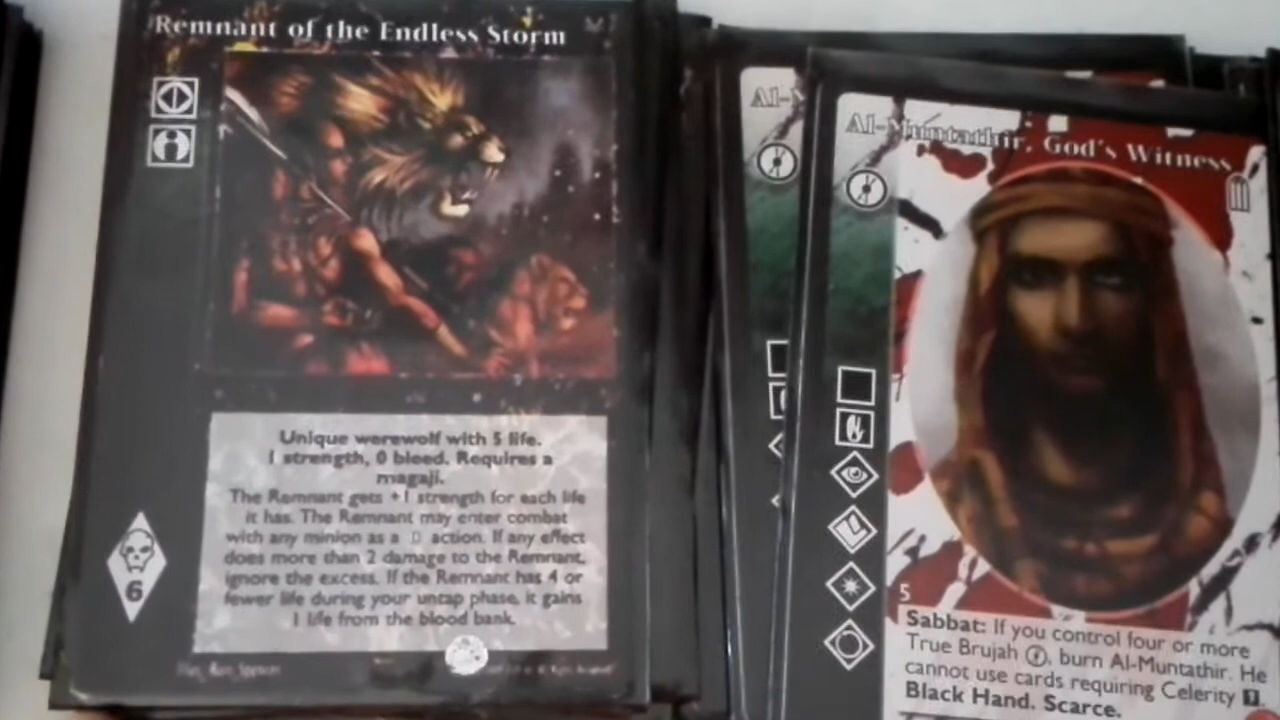 Remnant of the Endless Storm
Unique werewolf with 5 life.
1 strength, 0 bleed. Requires a
magaji.
The Remnant gets +1 strength for each life
it has. The Remnant may enter combat
with any minion as a D action. If any effect
does more than 2 damage to the Remnant,
ignore the excess. If the Remnant has 4 or
fewer life during your untap phase, it gains
1 life from the blood bank.
6
Al-
Al-Muntathir, God's Witness
5
Sabbat: If you control four or more
True Brujah, burn Al-Muntathir. He
cannot use cards requiring Celerity
Black Hand. Scarce.